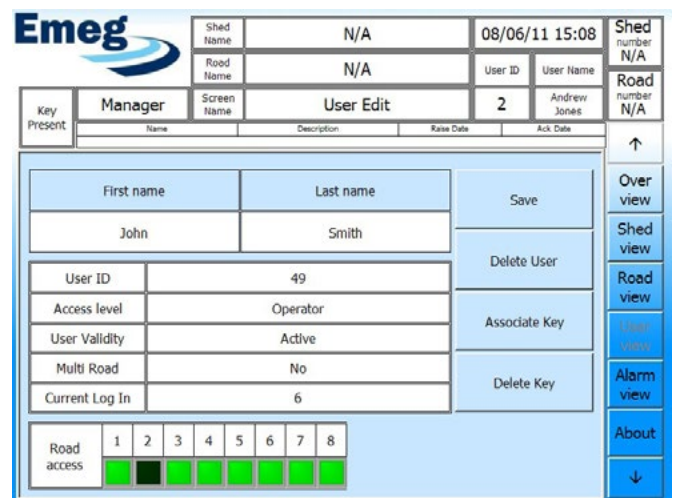 Emeg
Shed Name
N/A
08/06/11 15:08
Shed number N/A
Road Name
N/A
User ID
User Name
Road number N/A
Key Present
Manager
Screen Name
User Edit
2
Andrew Jones
Name
Description
Raise Date
Ack Date
↑
First name
Last name
Save
Over view
John
Smith
Shed view
Delete User
User ID
49
Road view
Access level
Operator
Associate Key
User view
User Validity
Active
Multi Road
No
Delete Key
Alarm view
Current Log In
6
Road access
1 2 3 4 5 6 7 8
About
↓